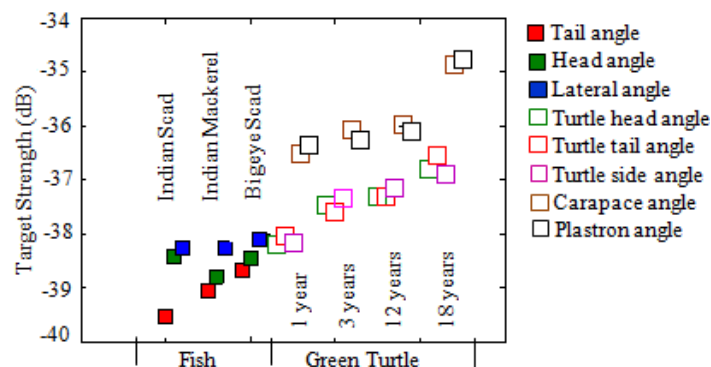 Target Strength (dB)
-34
-35
-36
-37
-38
-39
-40
Indian Scad
Indian Mackerel
Bigeye Scad
1 year
3 years
12 years
18 years
Fish
Green Turtle
Tail angle
Head angle
Lateral angle
Turtle head angle
Turtle tail angle
Turtle side angle
Carapace angle
Plastron angle